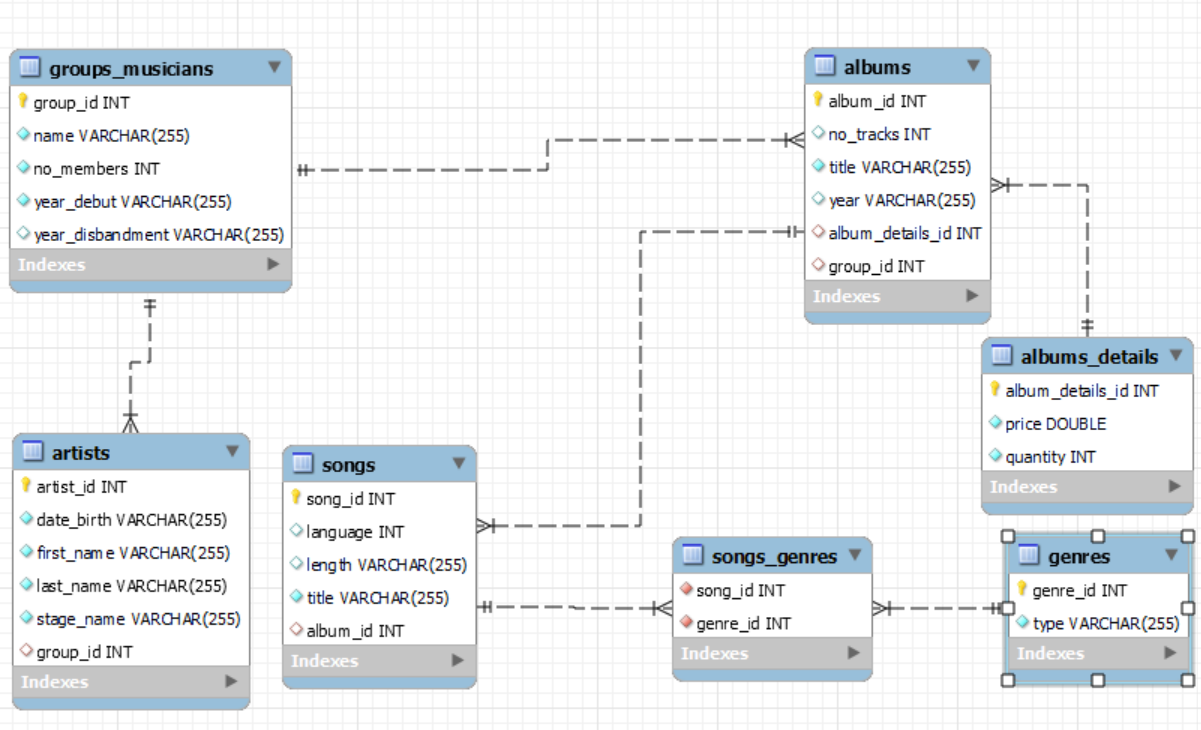 groups_musicians
group_id INT
name VARCHAR(255)
no_members INT
year_debut VARCHAR(255)
year_disbandment VARCHAR(255)
Indexes
albums
album_id INT
no_tracks INT
title VARCHAR(255)
year VARCHAR(255)
album_details_id INT
group_id INT
Indexes
albums_details
album_details_id INT
price DOUBLE
quantity INT
Indexes
artists
artist_id INT
date_birth VARCHAR(255)
first_name VARCHAR(255)
last_name VARCHAR(255)
stage_name VARCHAR(255)
group_id INT
Indexes
songs
song_id INT
language INT
length VARCHAR(255)
title VARCHAR(255)
album_id INT
Indexes
songs_genres
song_id INT
genre_id INT
Indexes
genres
genre_id INT
type VARCHAR(255)
Indexes